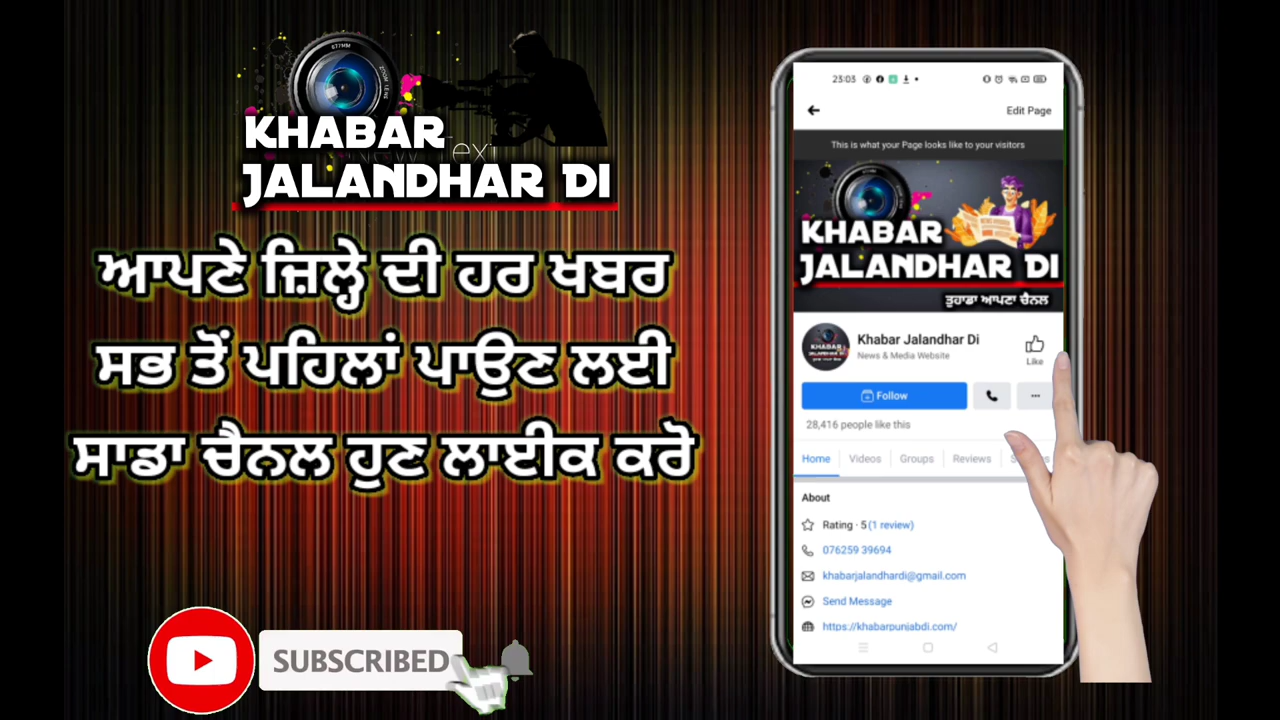 KHABAR
JALANDHAR DI
ਆਪਣੇ ਜ਼ਿਲ੍ਹੇ ਦੀ ਹਰ ਖਬਰ
ਸਭ ਤੋਂ ਪਹਿਲਾਂ ਪਾਉਣ ਲਈ
ਸਾਡਾ ਚੈਨਲ ਹੁਣ ਲਾਈਕ ਕਰੋ
SUBSCRIBED
23:03
Edit Page
This is what your Page looks like to your visitors
KHABAR
JALANDHAR DI
ਤੁਹਾਡਾ ਆਪਣਾ ਚੈਨਲ
Khabar Jalandhar Di
News & Media Website
Like
Follow
28,416 people like this
Home Videos Groups Reviews
About
Rating · 5 (1 review)
076259 39694
khabarjalandhardi@gmail.com
Send Message
https://khabarpunjabdi.com/